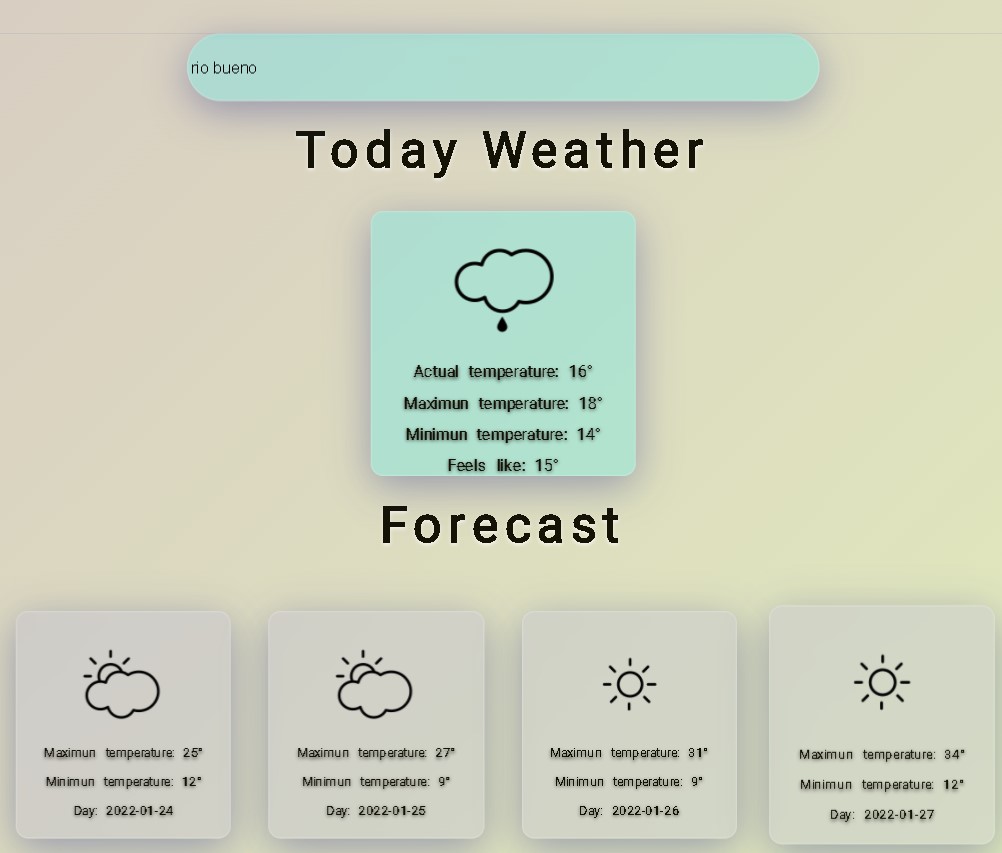 rio bueno
Today Weather
Actual temperature: 16°
Maximun temperature: 18°
Minimun temperature: 14°
Feels like: 15°
Forecast
Maximun temperature: 25°
Minimun temperature: 12°
Day: 2022-01-24
Maximun temperature: 27°
Minimun temperature: 9°
Day: 2022-01-25
Maximun temperature: 31°
Minimun temperature: 9°
Day: 2022-01-26
Maximun temperature: 34°
Minimun temperature: 12°
Day: 2022-01-27